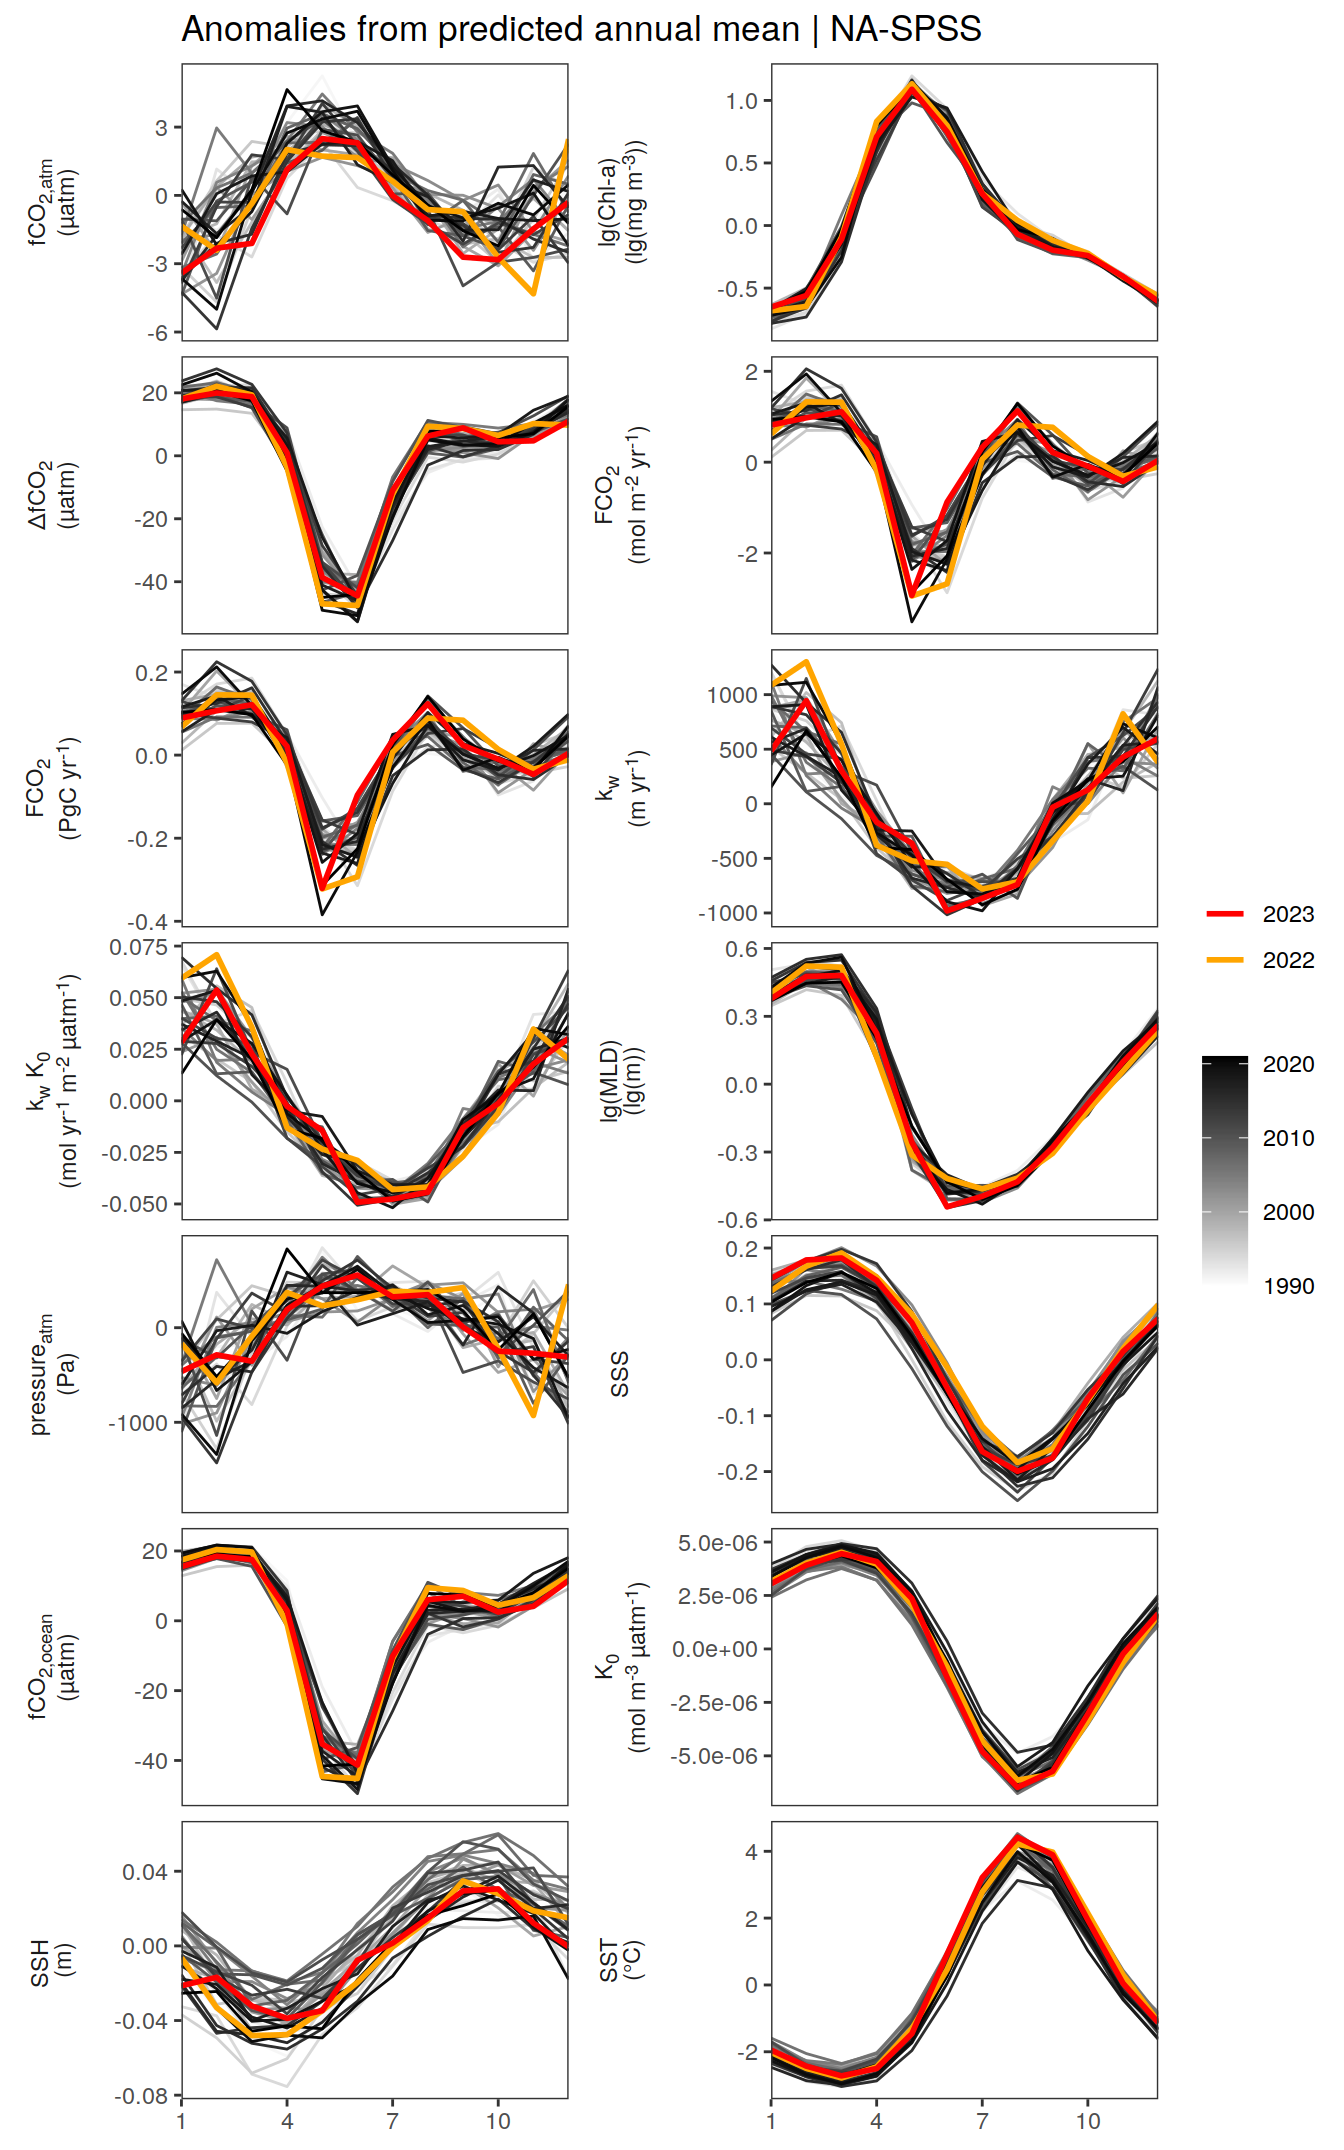 Anomalies from predicted annual mean | NA-SPSS
fCO2,atm
(µatm)
3
0
-3
-6
lg(Chl-a)
(lg(mg m-3))
1.0
0.5
0.0
-0.5
ΔfCO2
(µatm)
20
0
-20
-40
FCO2
(mol m-2 yr-1)
2
0
-2
FCO2
(PgC yr-1)
0.2
0.0
-0.2
-0.4
kw
(m yr-1)
1000
500
0
-500
-1000
kw K0
(mol yr-1 m-2 µatm-1)
0.075
0.050
0.025
0.000
-0.025
-0.050
lg(MLD)
(lg(m))
0.6
0.3
0.0
-0.3
-0.6
pressureatm
(Pa)
0
-1000
SSS
0.2
0.1
0.0
-0.1
-0.2
fCO2,ocean
(µatm)
20
0
-20
-40
K0
(mol m-3 µatm-1)
5.0e-06
2.5e-06
0.0e+00
-2.5e-06
-5.0e-06
SSH
(m)
0.04
0.00
-0.04
-0.08
1
4
7
10
SST
(°C)
4
2
0
-2
1
4
7
10
2023
2022
2020
2010
2000
1990